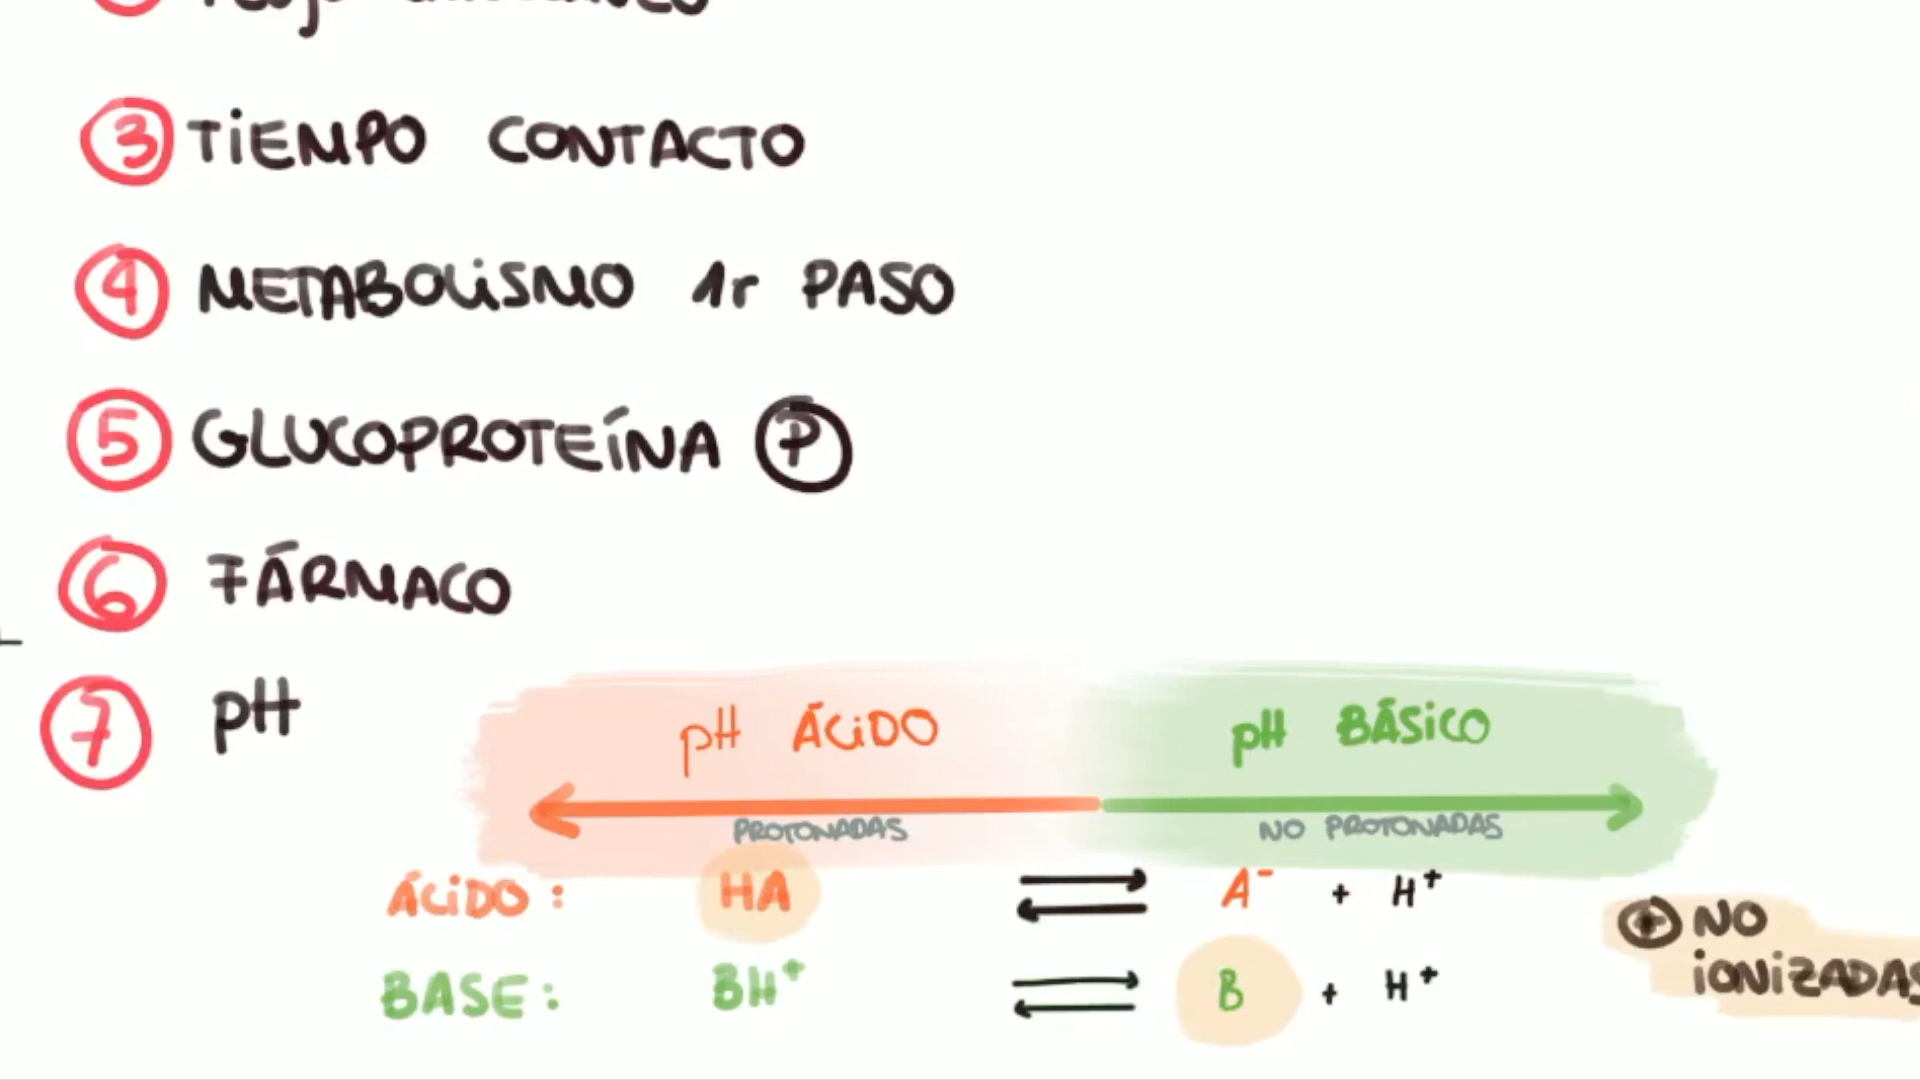 ③ TIEMPO CONTACTO
④ METABOLISMO 1r PASO
⑤ GLUCOPROTEÍNA Ⓟ
⑥ FÁRMACO
⑦ pH
pH ÁCIDO pH BÁSICO
PROTONADAS NO PROTONADAS
ÁCIDO: HA ⇌ A⁻ + H⁺
BASE: BH⁺ ⇌ B + H⁺
⊕ NO
IONIZADAS